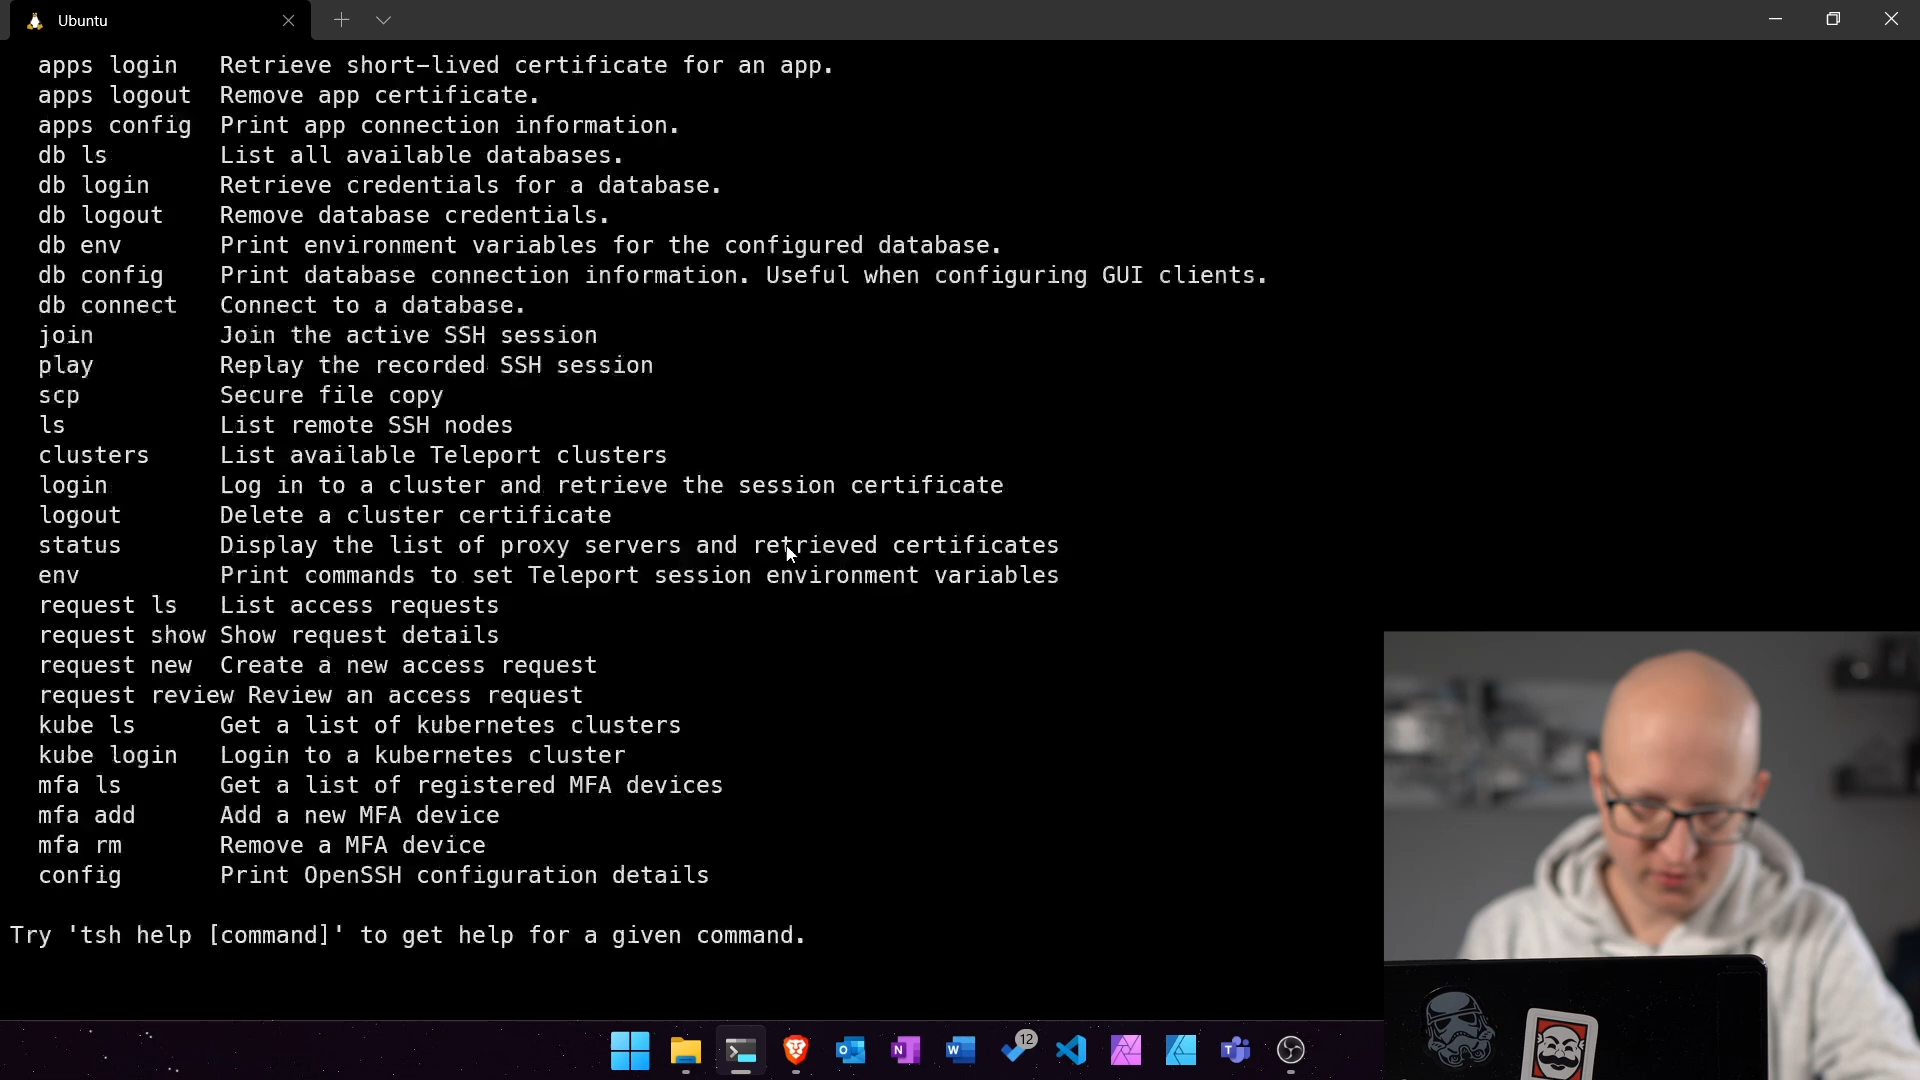 Ubuntu
apps login Retrieve short-lived certificate for an app.
apps logout Remove app certificate.
apps config Print app connection information.
db ls List all available databases.
db login Retrieve credentials for a database.
db logout Remove database credentials.
db env Print environment variables for the configured database.
db config Print database connection information. Useful when configuring GUI clients.
db connect Connect to a database.
join Join the active SSH session
play Replay the recorded SSH session
scp Secure file copy
ls List remote SSH nodes
clusters List available Teleport clusters
login Log in to a cluster and retrieve the session certificate
logout Delete a cluster certificate
status Display the list of proxy servers and retrieved certificates
env Print commands to set Teleport session environment variables
request ls List access requests
request show Show request details
request new Create a new access request
request review Review an access request
kube ls Get a list of kubernetes clusters
kube login Login to a kubernetes cluster
mfa ls Get a list of registered MFA devices
mfa add Add a new MFA device
mfa rm Remove a MFA device
config Print OpenSSH configuration details
Try 'tsh help [command]' to get help for a given command.
12